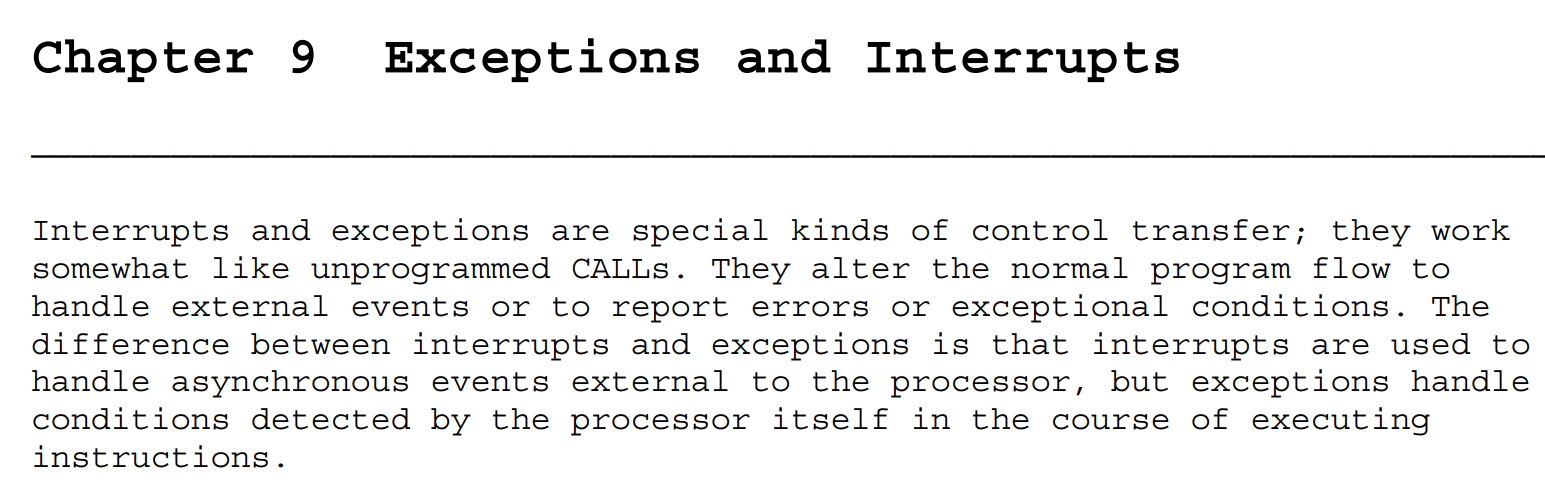 Chapter 9  Exceptions and Interrupts
Interrupts and exceptions are special kinds of control transfer; they work
somewhat like unprogrammed CALLs. They alter the normal program flow to
handle external events or to report errors or exceptional conditions. The
difference between interrupts and exceptions is that interrupts are used to
handle asynchronous events external to the processor, but exceptions handle
conditions detected by the processor itself in the course of executing
instructions.